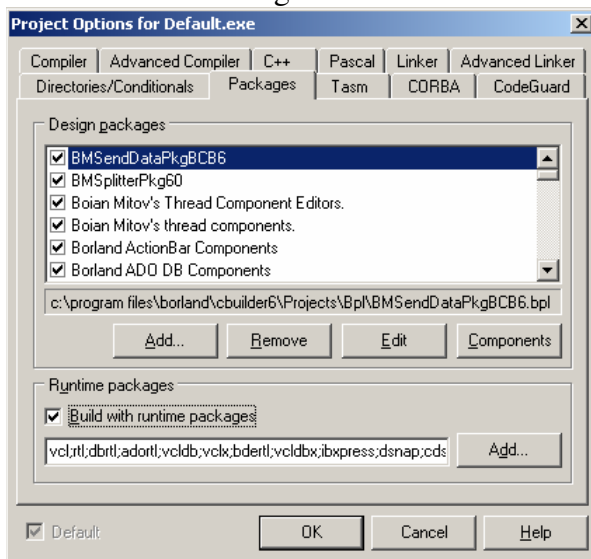 Project Options for Default.exe
Compiler Advanced Compiler C++ Pascal Linker Advanced Linker
Directories/Conditionals Packages Tasm CORBA CodeGuard
Design packages
BMSendDataPkgBCB6
BMSplitterPkg60
Boian Mitov's Thread Component Editors.
Boian Mitov's thread components.
Borland ActionBar Components
Borland ADO DB Components
c:\program files\borland\cbuilder6\Projects\Bpl\BMSendDataPkgBCB6.bpl
Add... Remove Edit Components
Runtime packages
Build with runtime packages
vcl;rtl;dbrtl;adortl;vcldb;vclx;bdertl;vcldbx;ibxpress;dsnap;cds
Add...
Default OK Cancel Help